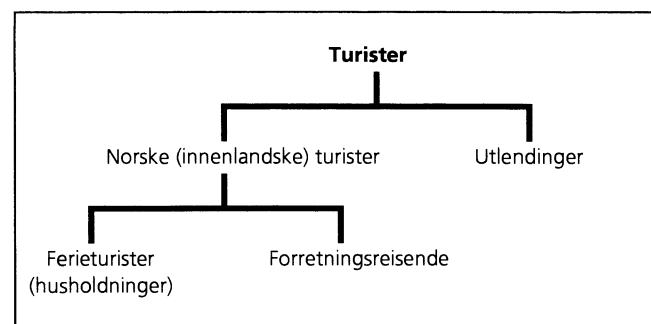 Turister
Norske (innenlandske) turister
Utlendinger
Ferieturister
(husholdninger)
Forretningsreisende